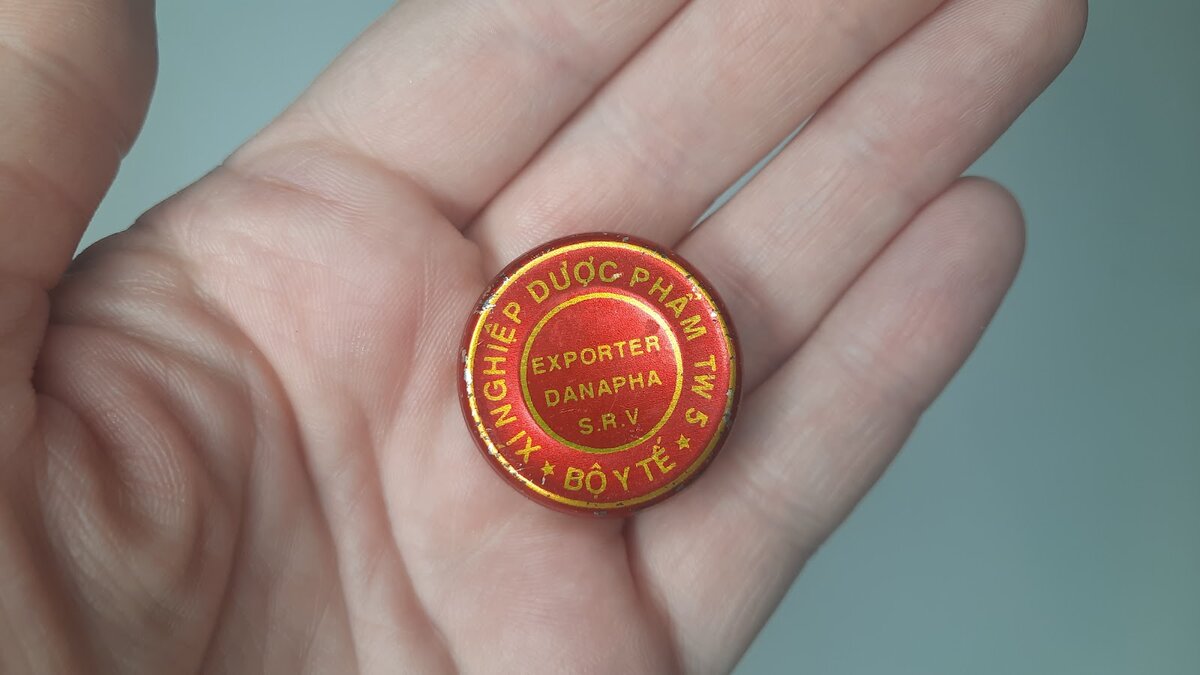 XÍ NGHIỆP DƯỢC PHẨM TW 5
★ BỘ Y TẾ ★
EXPORTER
DANAPHA
S.R.V